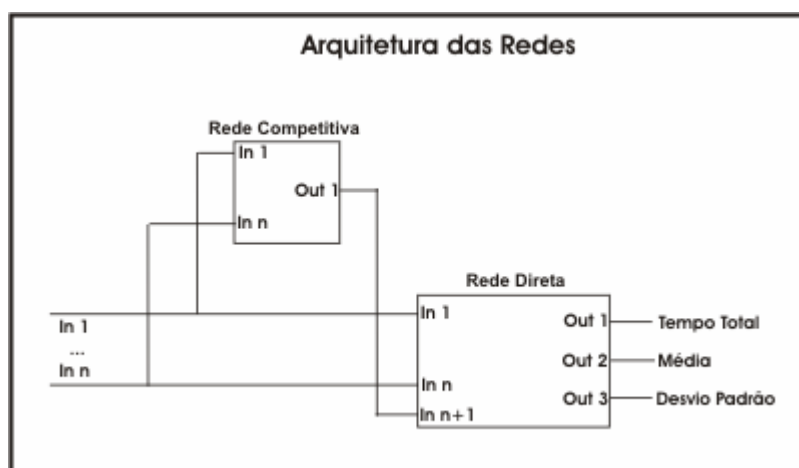 Arquitetura das Redes
Rede Competitiva
In 1
Out 1
In n
Rede Direta
In 1
Out 1
Tempo Total
In 1
...
In n
Out 2
Média
In n
Out 3
Desvio Padrão
In n+1